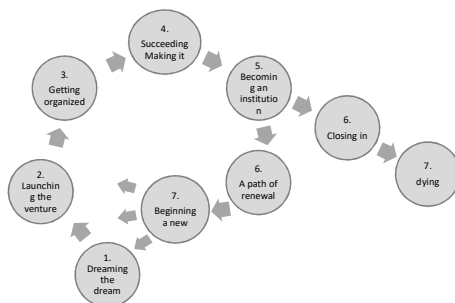 4.
Succeeding
Making it
3.
Getting
organized
5.
Becomin
g an
institutio
n
6.
Closing in
7.
dying
6.
A path of
renewal
2.
Launchin
g the
venture
7.
Beginning
a new
1.
Dreaming
the
dream